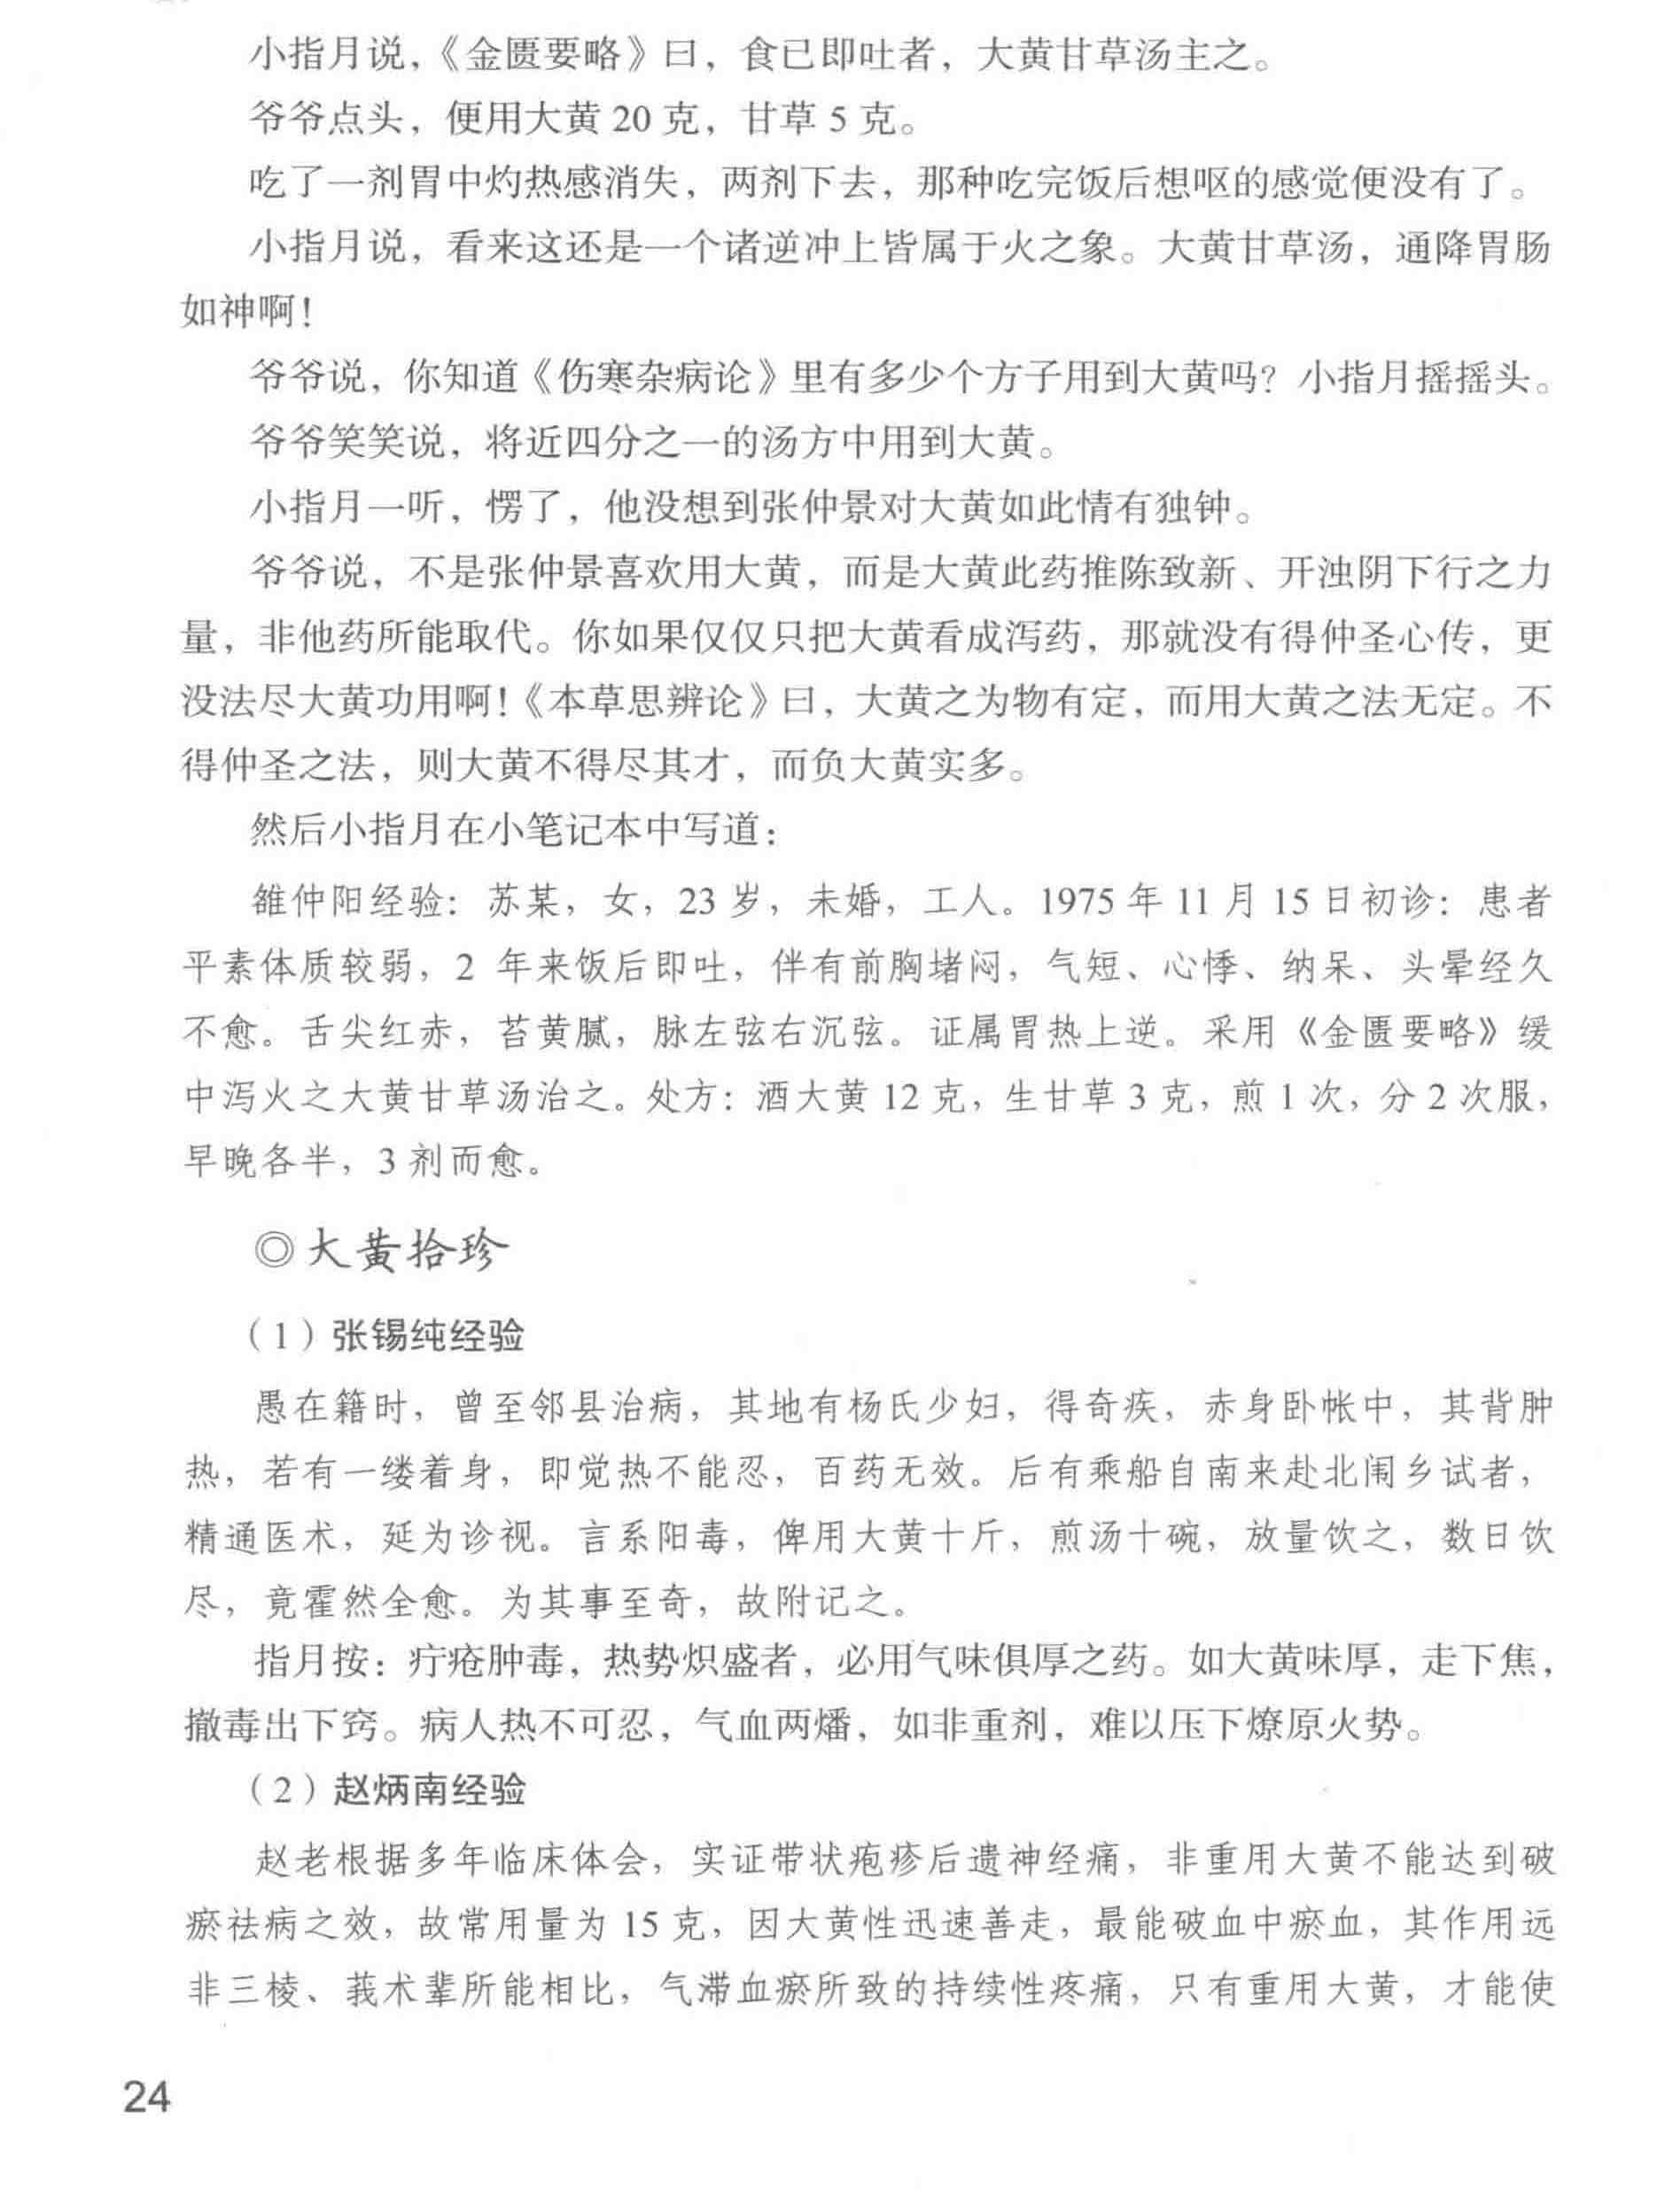 小指月说，《金匮要略》曰，食已即吐者，大黄甘草汤主之。
爷爷点头，便用大黄 20 克，甘草 5 克。
吃了一剂胃中灼热感消失，两剂下去，那种吃完饭后想呕的感觉便没有了。
小指月说，看来这还是一个诸逆冲上皆属于火之象。大黄甘草汤，通降胃肠
如神啊！
爷爷说，你知道《伤寒杂病论》里有多少个方子用到大黄吗？小指月摇摇头。
爷爷笑笑说，将近四分之一的汤方中用到大黄。
小指月一听，愣了，他没想到张仲景对大黄如此情有独钟。
爷爷说，不是张仲景喜欢用大黄，而是大黄此药推陈致新、开浊阴下行之力
量，非他药所能取代。你如果仅仅只把大黄看成泻药，那就没有得仲圣心传，更
没法尽大黄功用啊！《本草思辨论》曰，大黄之为物有定，而用大黄之法无定。不
得仲圣之法，则大黄不得尽其才，而负大黄实多。
然后小指月在小笔记本中写道：
雒仲阳经验：苏某，女，23 岁，未婚，工人。1975 年 11 月 15 日初诊：患者
平素体质较弱，2 年来饭后即吐，伴有前胸堵闷，气短、心悸、纳呆、头晕经久
不愈。舌尖红赤，苔黄腻，脉左弦右沉弦。证属胃热上逆。采用《金匮要略》缓
中泻火之大黄甘草汤治之。处方：酒大黄 12 克，生甘草 3 克，煎 1 次，分 2 次服，
早晚各半，3 剂而愈。
◎大黄拾珍
（1）张锡纯经验
愚在籍时，曾至邻县治病，其地有杨氏少妇，得奇疾，赤身卧帐中，其背肿
热，若有一缕着身，即觉热不能忍，百药无效。后有乘船自南来赴北闱乡试者，
精通医术，延为诊视。言系阳毒，俾用大黄十斤，煎汤十碗，放量饮之，数日饮
尽，竟霍然全愈。为其事至奇，故附记之。
指月按：疔疮肿毒，热势炽盛者，必用气味俱厚之药。如大黄味厚，走下焦，
撤毒出下窍。病人热不可忍，气血两燔，如非重剂，难以压下燎原火势。
（2）赵炳南经验
赵老根据多年临床体会，实证带状疱疹后遗神经痛，非重用大黄不能达到破
瘀祛病之效，故常用量为 15 克，因大黄性迅速善走，最能破血中瘀血，其作用远
非三棱、莪术辈所能相比，气滞血瘀所致的持续性疼痛，只有重用大黄，才能使
24